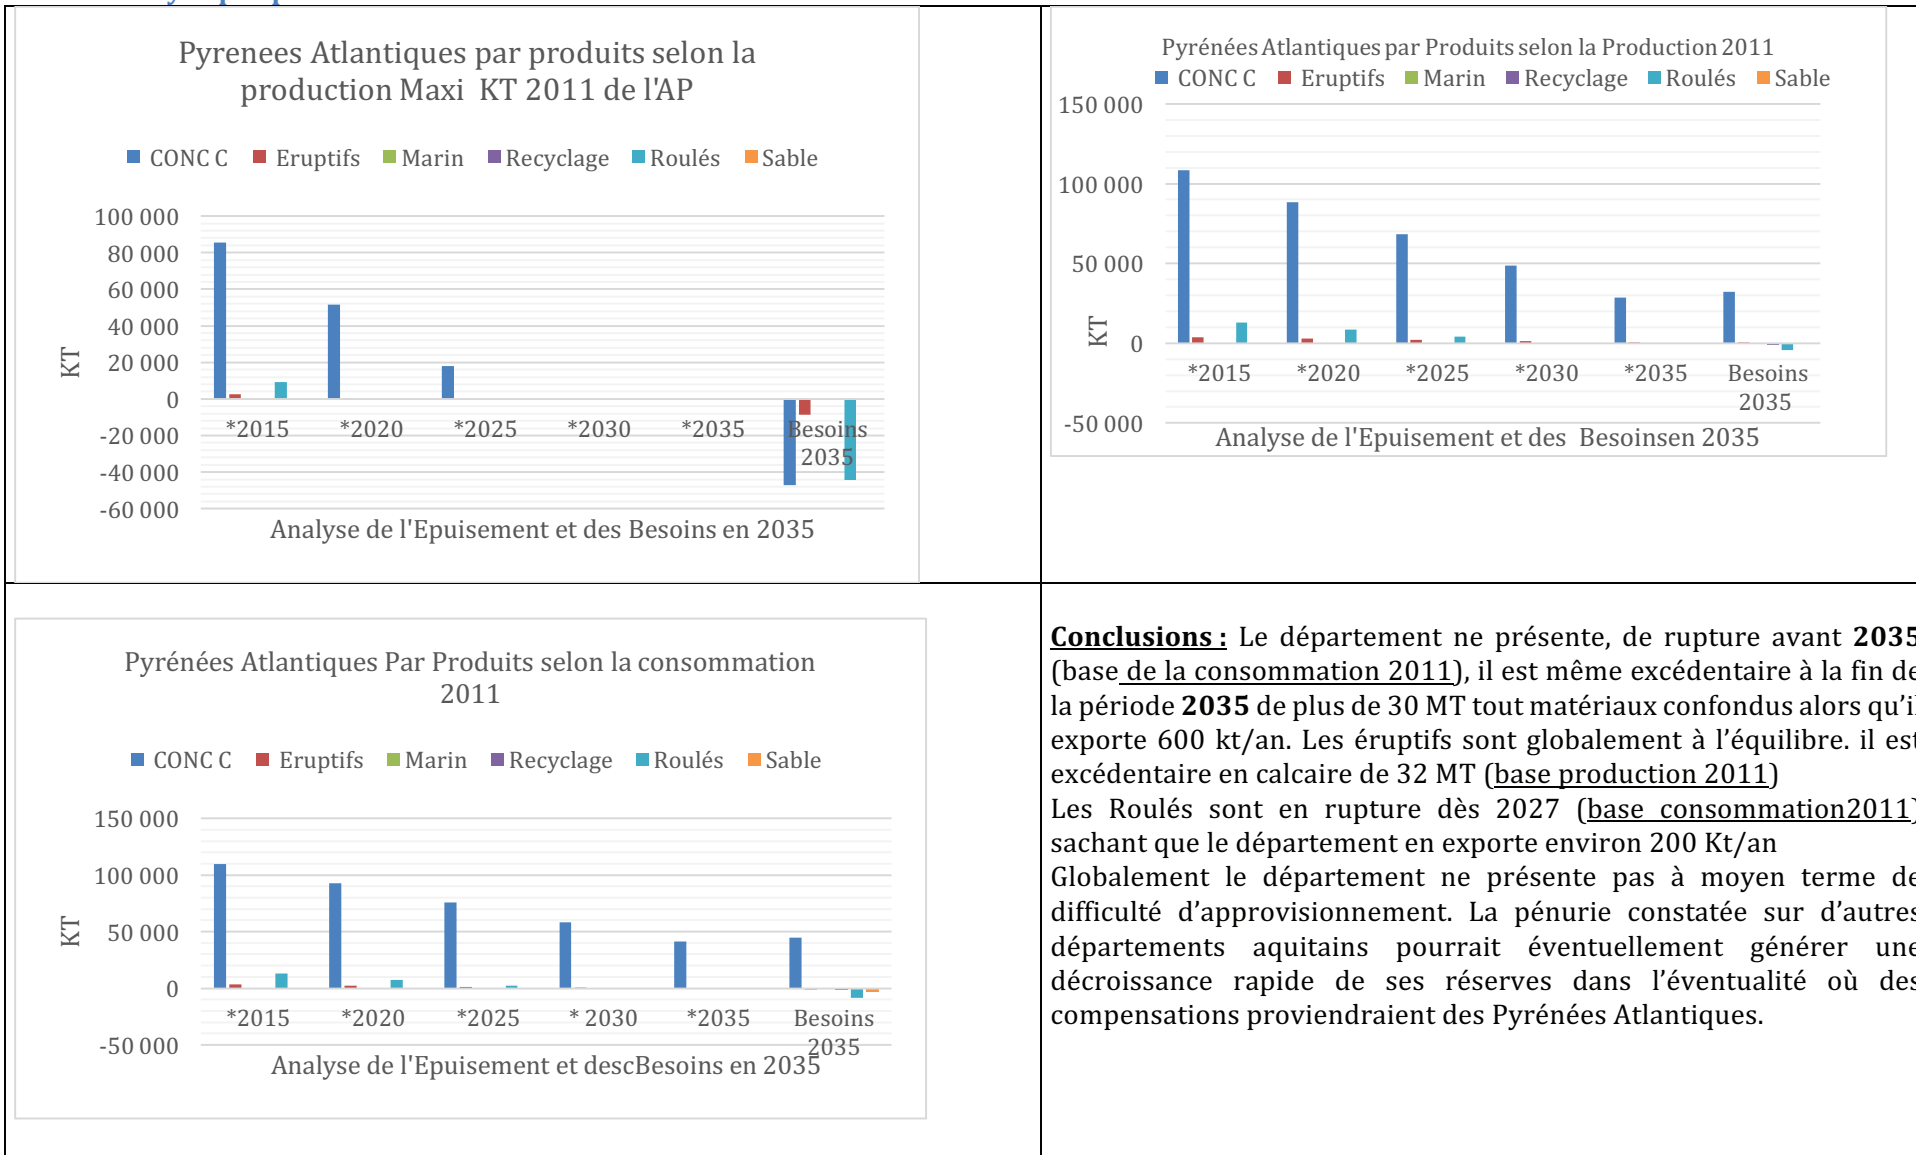 Pyrenees Atlantiques par produits selon la
production Maxi KT 2011 de l'AP
CONC C Eruptifs Marin Recyclage Roulés Sable
100 000
80 000
60 000
40 000
20 000
0
-20 000
-40 000
-60 000
KT
*2015 *2020 *2025 *2030 *2035 Besoins
2035
Analyse de l'Epuisement et des Besoins en 2035
Pyrénées Atlantiques par Produits selon la Production 2011
CONC C Eruptifs Marin Recyclage Roulés Sable
150 000
100 000
50 000
0
-50 000
KT
*2015 *2020 *2025 *2030 *2035 Besoins
2035
Analyse de l'Epuisement et des Besoinsen 2035
Pyrénées Atlantiques Par Produits selon la consommation
2011
CONC C Eruptifs Marin Recyclage Roulés Sable
150 000
100 000
50 000
0
-50 000
KT
*2015 *2020 *2025 * 2030 *2035 Besoins
2035
Analyse de l'Epuisement et descBesoins en 2035
Conclusions : Le département ne présente, de rupture avant 2035
(base de la consommation 2011), il est même excédentaire à la fin de
la période 2035 de plus de 30 MT tout matériaux confondus alors qu'il
exporte 600 kt/an. Les éruptifs sont globalement à l'équilibre. il est
excédentaire en calcaire de 32 MT (base production 2011)
Les Roulés sont en rupture dès 2027 (base consommation2011)
sachant que le département en exporte environ 200 Kt/an
Globalement le département ne présente pas à moyen terme de
difficulté d'approvisionnement. La pénurie constatée sur d'autres
départements aquitains pourrait éventuellement générer une
décroissance rapide de ses réserves dans l'éventualité où des
compensations proviendraient des Pyrénées Atlantiques.